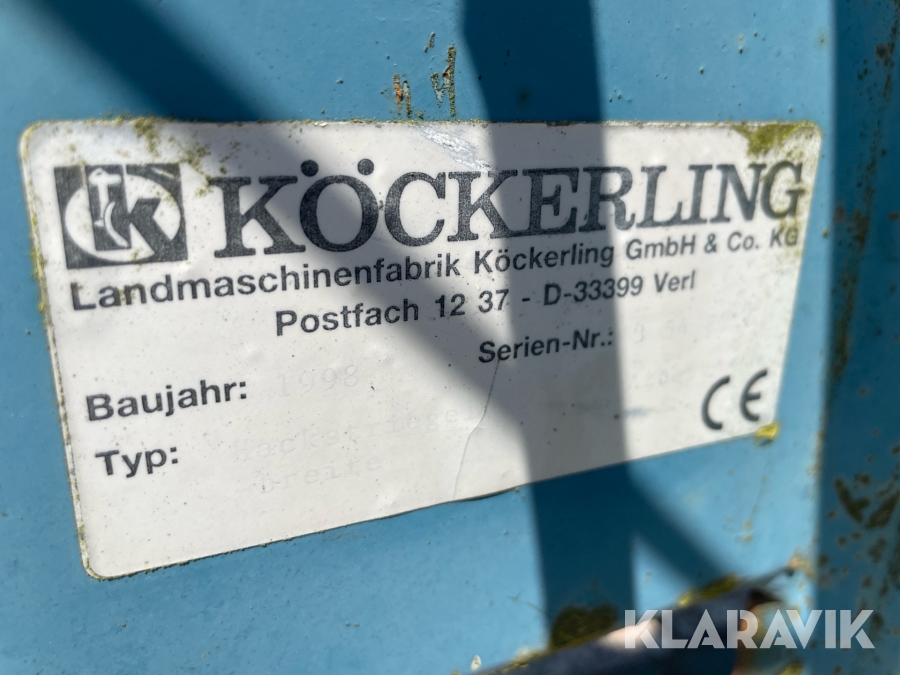 k KÖCKERLING
Landmaschinenfabrik Köckerling GmbH & Co. KG
Postfach 12 37 - D-33399 Verl
Serien-Nr.:
Baujahr: 1998
Typ:
CE
KLARAVIK